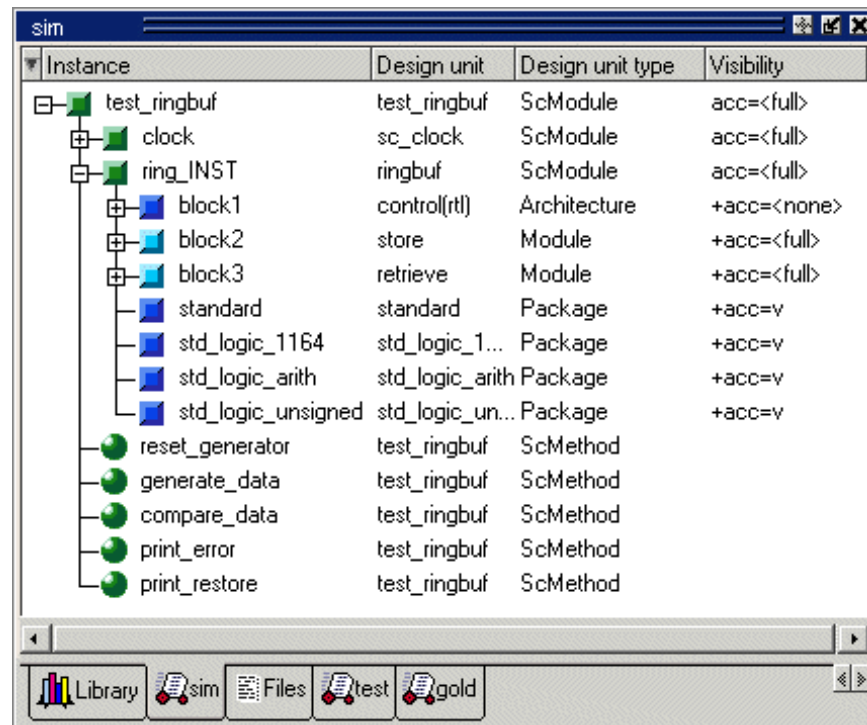 sim
Instance Design unit Design unit type Visibility
test_ringbuf test_ringbuf ScModule acc=<full>
clock sc_clock ScModule acc=<full>
ring_INST ringbuf ScModule acc=<full>
block1 control(rtl) Architecture +acc=<none>
block2 store Module +acc=<full>
block3 retrieve Module +acc=<full>
standard standard Package +acc=v
std_logic_1164 std_logic_1... Package +acc=v
std_logic_arith std_logic_arith Package +acc=v
std_logic_unsigned std_logic_un... Package +acc=v
reset_generator test_ringbuf ScMethod
generate_data test_ringbuf ScMethod
compare_data test_ringbuf ScMethod
print_error test_ringbuf ScMethod
print_restore test_ringbuf ScMethod
Library sim Files test gold